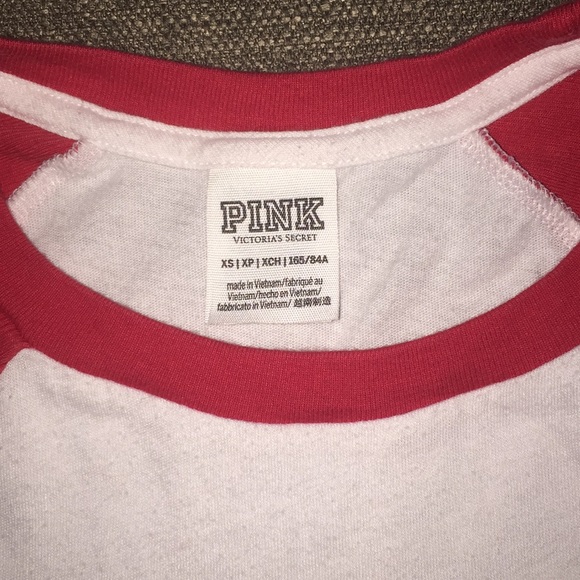 PINK
VICTORIA'S SECRET
XS | XP | XCH | 165/84A
made in Vietnam/fabriqué au
Vietnam/hecho en Vietnam/
fabbricato in Vietnam/ 越南制造